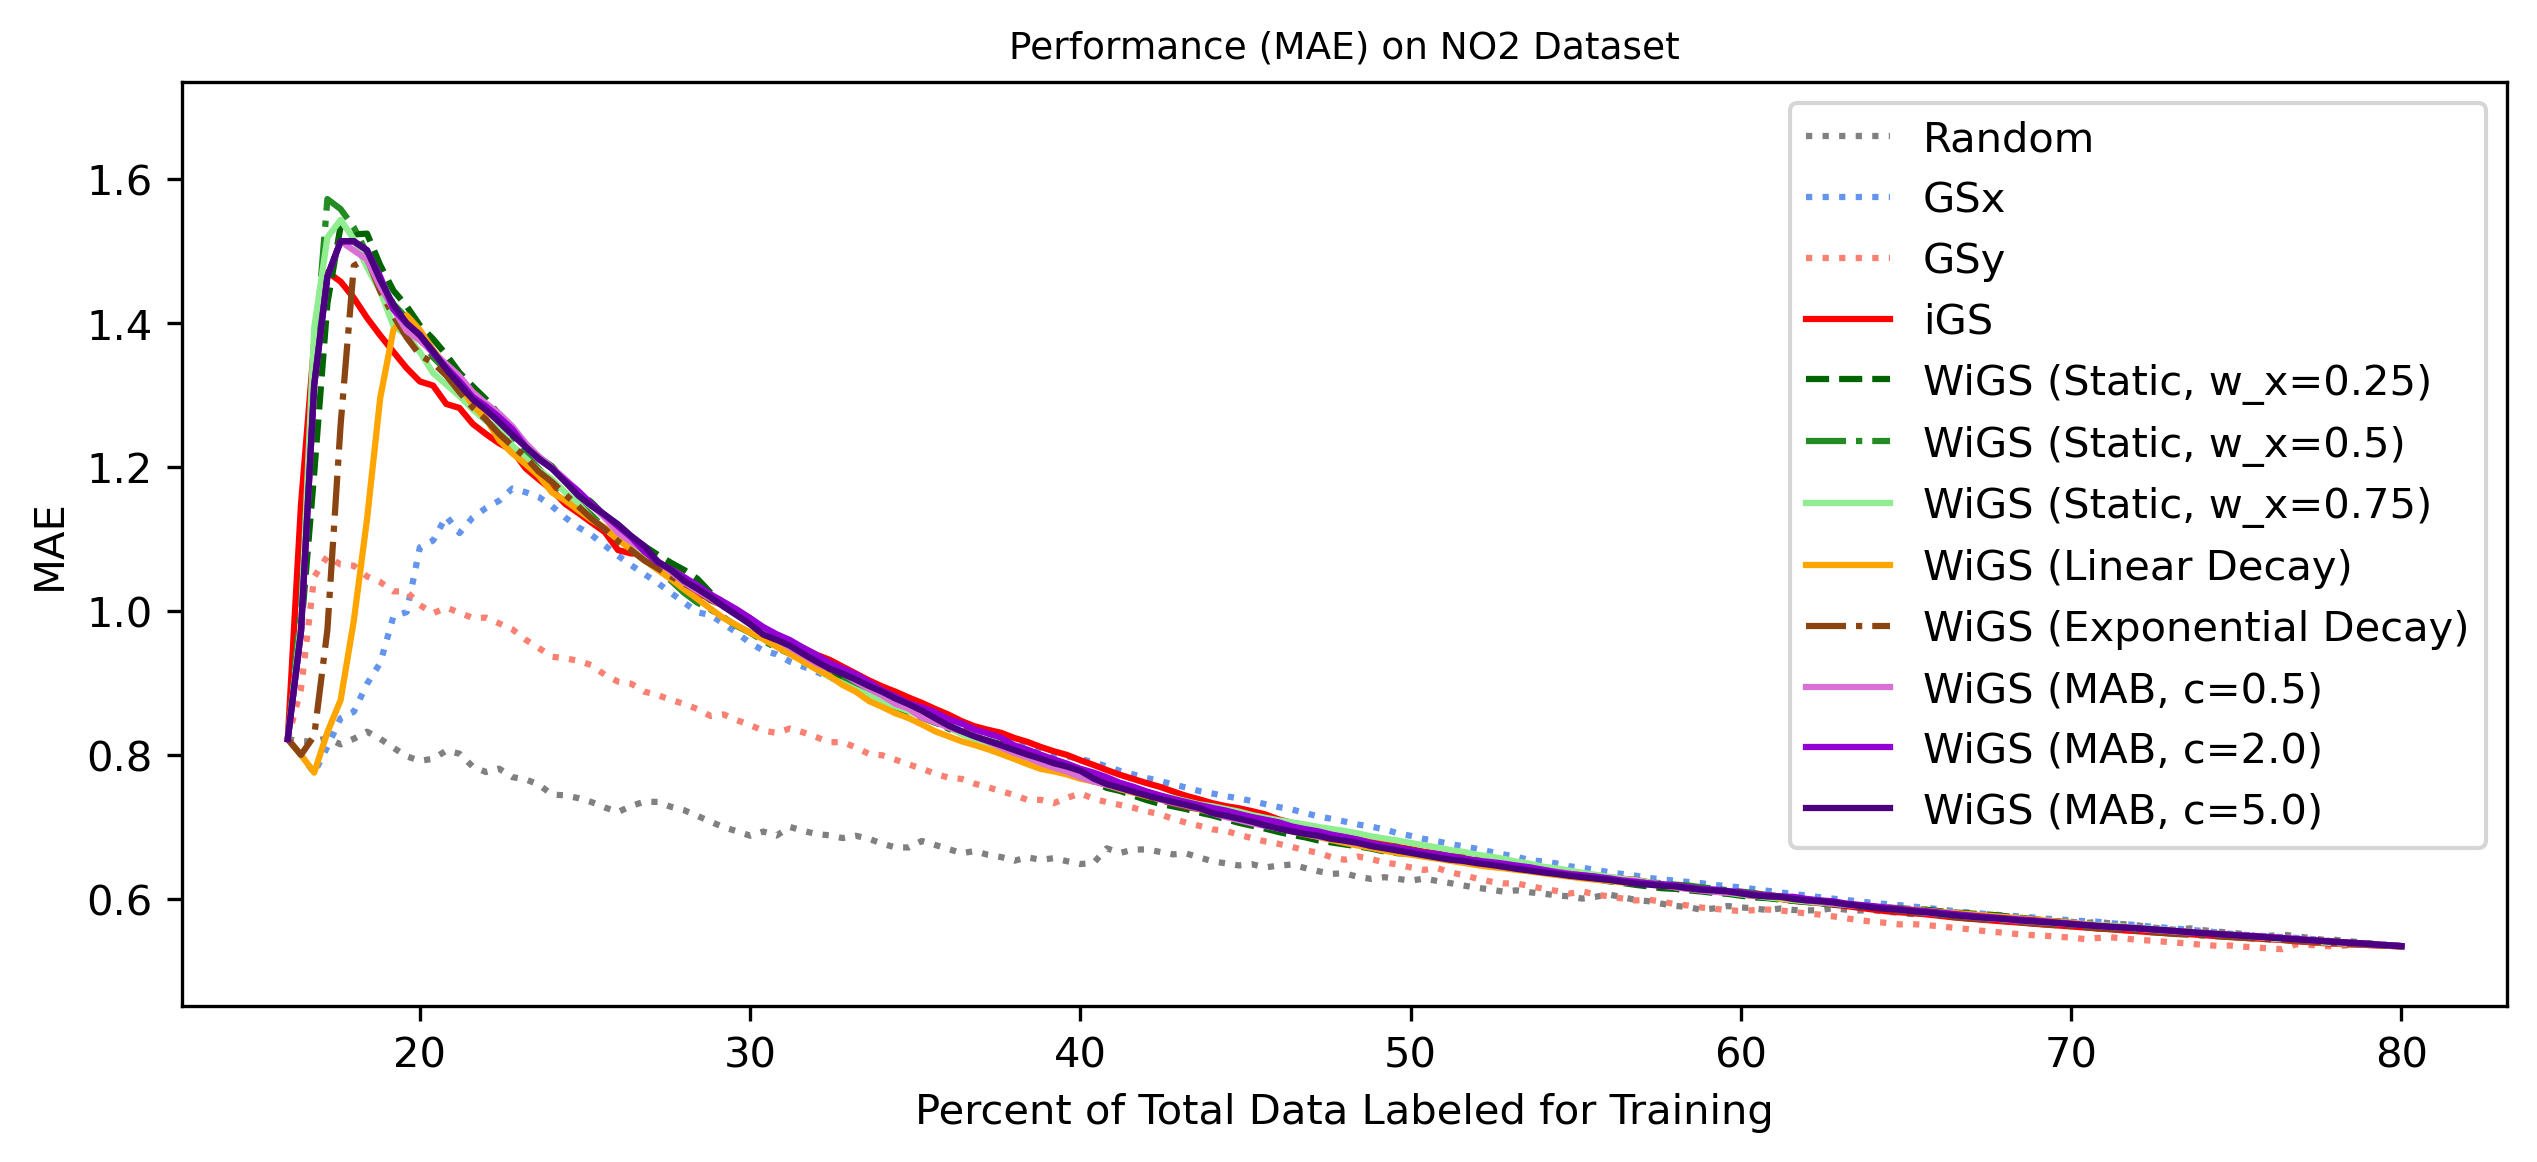 Performance (MAE) on NO2 Dataset
MAE
1.6
1.4
1.2
1.0
0.8
0.6
Random
GSx
GSy
iGS
WiGS (Static, w_x=0.25)
WiGS (Static, w_x=0.5)
WiGS (Static, w_x=0.75)
WiGS (Linear Decay)
WiGS (Exponential Decay)
WiGS (MAB, c=0.5)
WiGS (MAB, c=2.0)
WiGS (MAB, c=5.0)
20 30 40 50 60 70 80
Percent of Total Data Labeled for Training